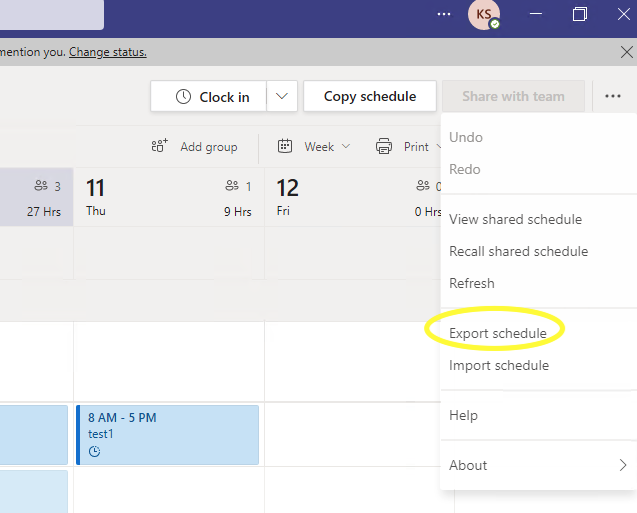 KS
mention you. Change status.
Clock in
Copy schedule
Share with team
Add group
Week
Print
3
27 Hrs
11
Thu
1
9 Hrs
12
Fri
0
0 Hrs
8 AM - 5 PM
test1
Undo
Redo
View shared schedule
Recall shared schedule
Refresh
Export schedule
Import schedule
Help
About